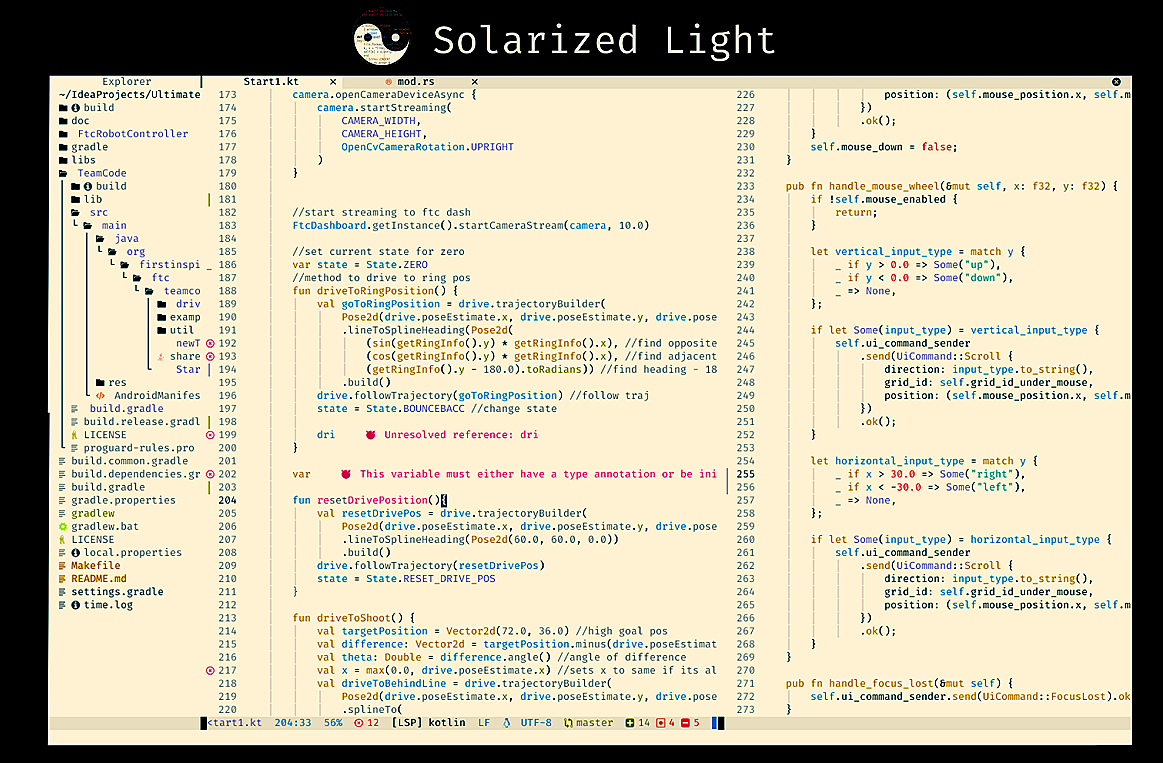 Solarized Light
Explorer
Start1.kt ×
mod.rs ×
~/IdeaProjects/Ultimate
build
doc
FtcRobotController
gradle
libs
TeamCode
build
lib
src
main
java
org
firstinspi
ftc
teamco
driv
examp
util
newT
share
Star
res
AndroidManifes
build.gradle
build.release.gradl
LICENSE
proguard-rules.pro
build.common.gradle
build.dependencies.gr
build.gradle
gradle.properties
gradlew
gradlew.bat
LICENSE
local.properties
Makefile
README.md
settings.gradle
time.log
173 camera.openCameraDeviceAsync {
174 camera.startStreaming(
175 CAMERA_WIDTH,
176 CAMERA_HEIGHT,
177 OpenCvCameraRotation.UPRIGHT
178 )
179 }
180
181
182 //start streaming to ftc dash
183 FtcDashboard.getInstance().startCameraStream(camera, 10.0)
184
185 //set current state for zero
186 var state = State.ZERO
187 //method to drive to ring pos
188 fun driveToRingPosition() {
189 val goToRingPosition = drive.trajectoryBuilder(
190 Pose2d(drive.poseEstimate.x, drive.poseEstimate.y, drive.pose
191 .lineToSplineHeading(Pose2d(
192 (sin(getRingInfo().y) * getRingInfo().x), //find opposite
193 (cos(getRingInfo().y) * getRingInfo().x), //find adjacent
194 (getRingInfo().y - 180.0).toRadians)) //find heading - 18
195 .build()
196 drive.followTrajectory(goToRingPosition) //follow traj
197 state = State.BOUNCEBACC //change state
198
199 dri Unresolved reference: dri
200 }
201
202 var This variable must either have a type annotation or be ini
203
204 fun resetDrivePosition(){
205 val resetDrivePos = drive.trajectoryBuilder(
206 Pose2d(drive.poseEstimate.x, drive.poseEstimate.y, drive.pose
207 .lineToSplineHeading(Pose2d(60.0, 60.0, 0.0))
208 .build()
209 drive.followTrajectory(resetDrivePos)
210 state = State.RESET_DRIVE_POS
211 }
212
213 fun driveToShoot() {
214 val targetPosition = Vector2d(72.0, 36.0) //high goal pos
215 val difference: Vector2d = targetPosition.minus(drive.poseEstimat
216 val theta: Double = difference.angle() //angle of difference
217 val x = max(0.0, drive.poseEstimate.x) //sets x to same if its al
218 val driveToBehindLine = drive.trajectoryBuilder(
219 Pose2d(drive.poseEstimate.x, drive.poseEstimate.y, drive.pose
220 .splineTo(
226 position: (self.mouse_position.x, self.m
227 })
228 .ok();
229 }
230 self.mouse_down = false;
231 }
232
233 pub fn handle_mouse_wheel(&mut self, x: f32, y: f32) {
234 if !self.mouse_enabled {
235 return;
236 }
237
238 let vertical_input_type = match y {
239 _ if y > 0.0 => Some("up"),
240 _ if y < 0.0 => Some("down"),
241 _ => None,
242 };
243
244 if let Some(input_type) = vertical_input_type {
245 self.ui_command_sender
246 .send(UiCommand::Scroll {
247 direction: input_type.to_string(),
248 grid_id: self.grid_id_under_mouse,
249 position: (self.mouse_position.x, self.m
250 })
251 .ok();
252 }
253
254 let horizontal_input_type = match y {
255 _ if x > 30.0 => Some("right"),
256 _ if x < -30.0 => Some("left"),
257 _ => None,
258 };
259
260 if let Some(input_type) = horizontal_input_type {
261 self.ui_command_sender
262 .send(UiCommand::Scroll {
263 direction: input_type.to_string(),
264 grid_id: self.grid_id_under_mouse,
265 position: (self.mouse_position.x, self.m
266 })
267 .ok();
268 }
269 }
270
271 pub fn handle_focus_lost(&mut self) {
272 self.ui_command_sender.send(UiCommand::FocusLost).ok
273 }
<tart1.kt 204:33 56% 12 [LSP] kotlin LF UTF-8 master 14 4 5